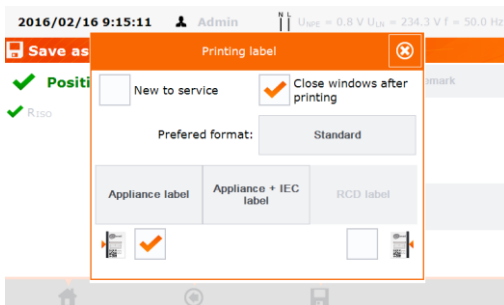 2016/02/16 9:15:11 Admin N L U_NPE = 0.8 V U_LN = 234.3 V f = 50.0 Hz
Save as
Printing label
Positi
New to service
Close windows after
printing
mark
R_ISO
Prefered format:
Standard
Appliance label
Appliance + IEC
label
RCD label